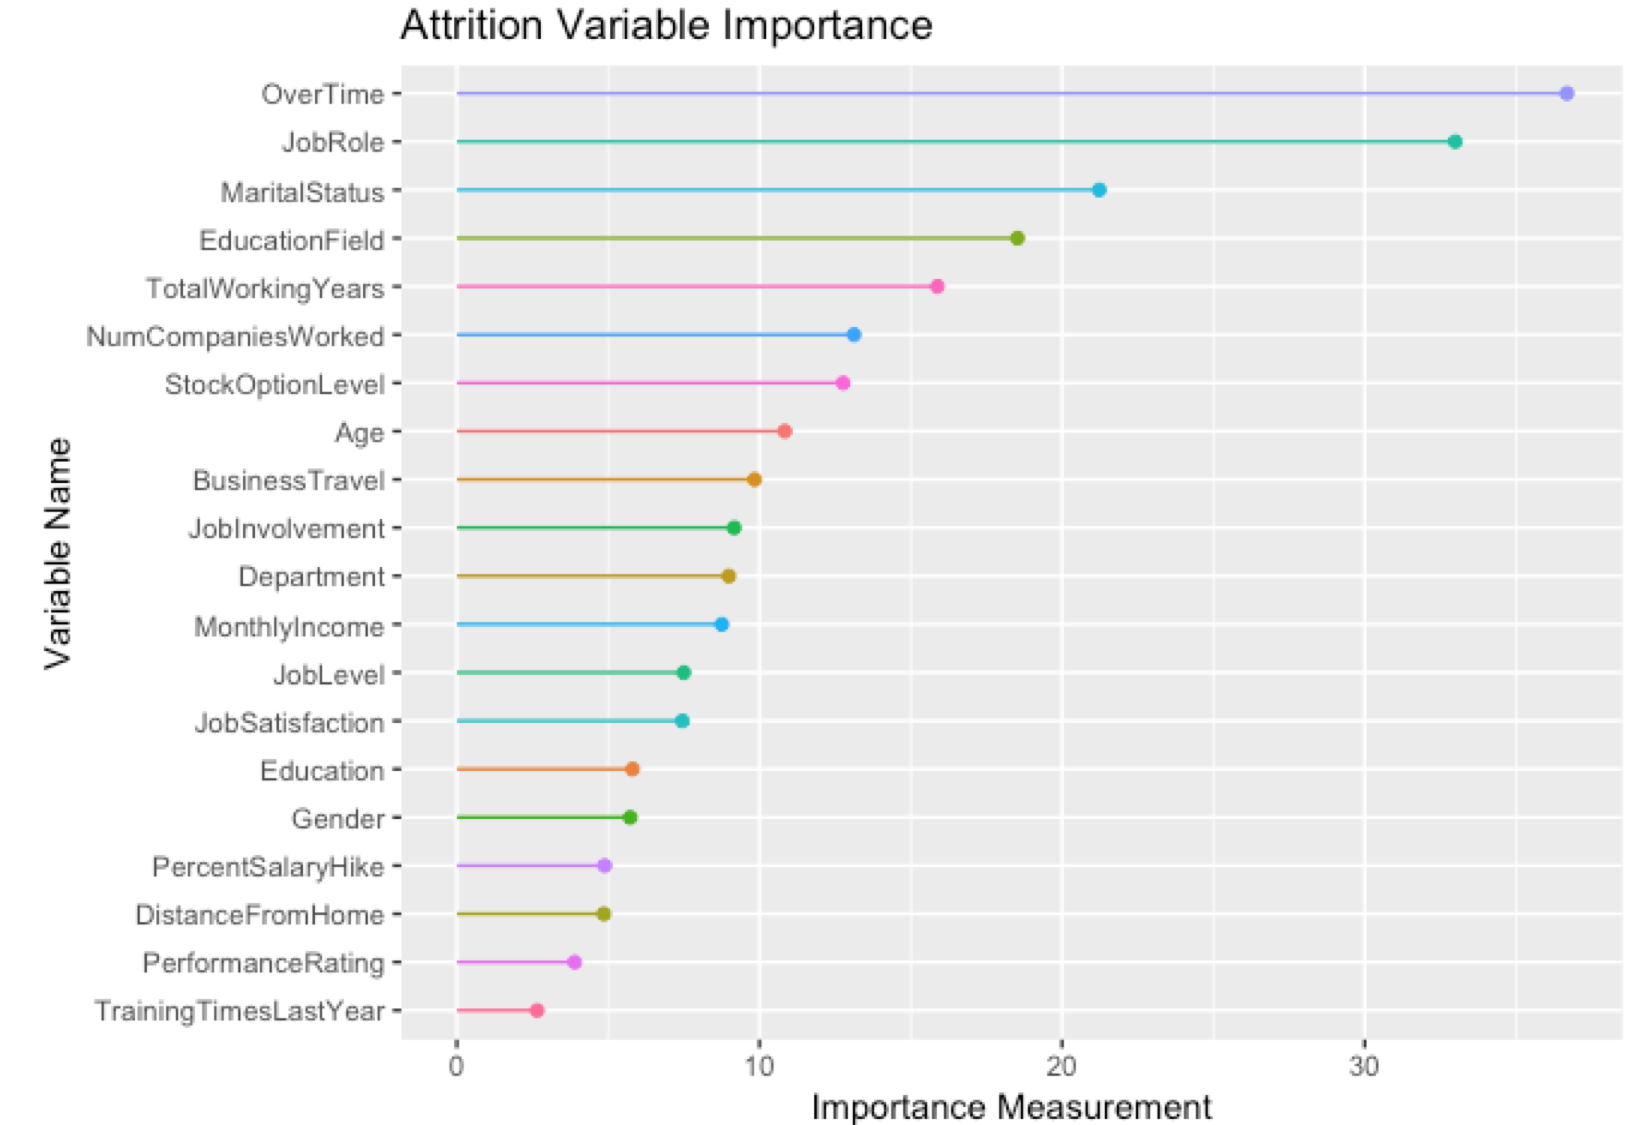 Attrition Variable Importance
Variable Name
OverTime
JobRole
MaritalStatus
EducationField
TotalWorkingYears
NumCompaniesWorked
StockOptionLevel
Age
BusinessTravel
JobInvolvement
Department
MonthlyIncome
JobLevel
JobSatisfaction
Education
Gender
PercentSalaryHike
DistanceFromHome
PerformanceRating
TrainingTimesLastYear
0 10 20 30
Importance Measurement